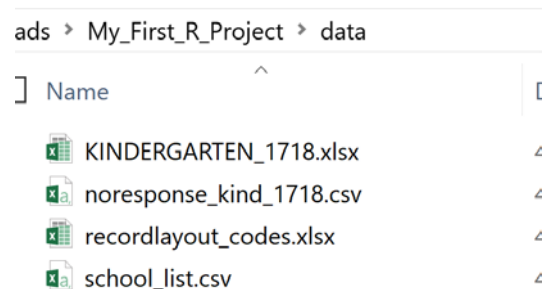 ads > My_First_R_Project > data
Name
KINDERGARTEN_1718.xlsx
noresponse_kind_1718.csv
recordlayout_codes.xlsx
school_list.csv